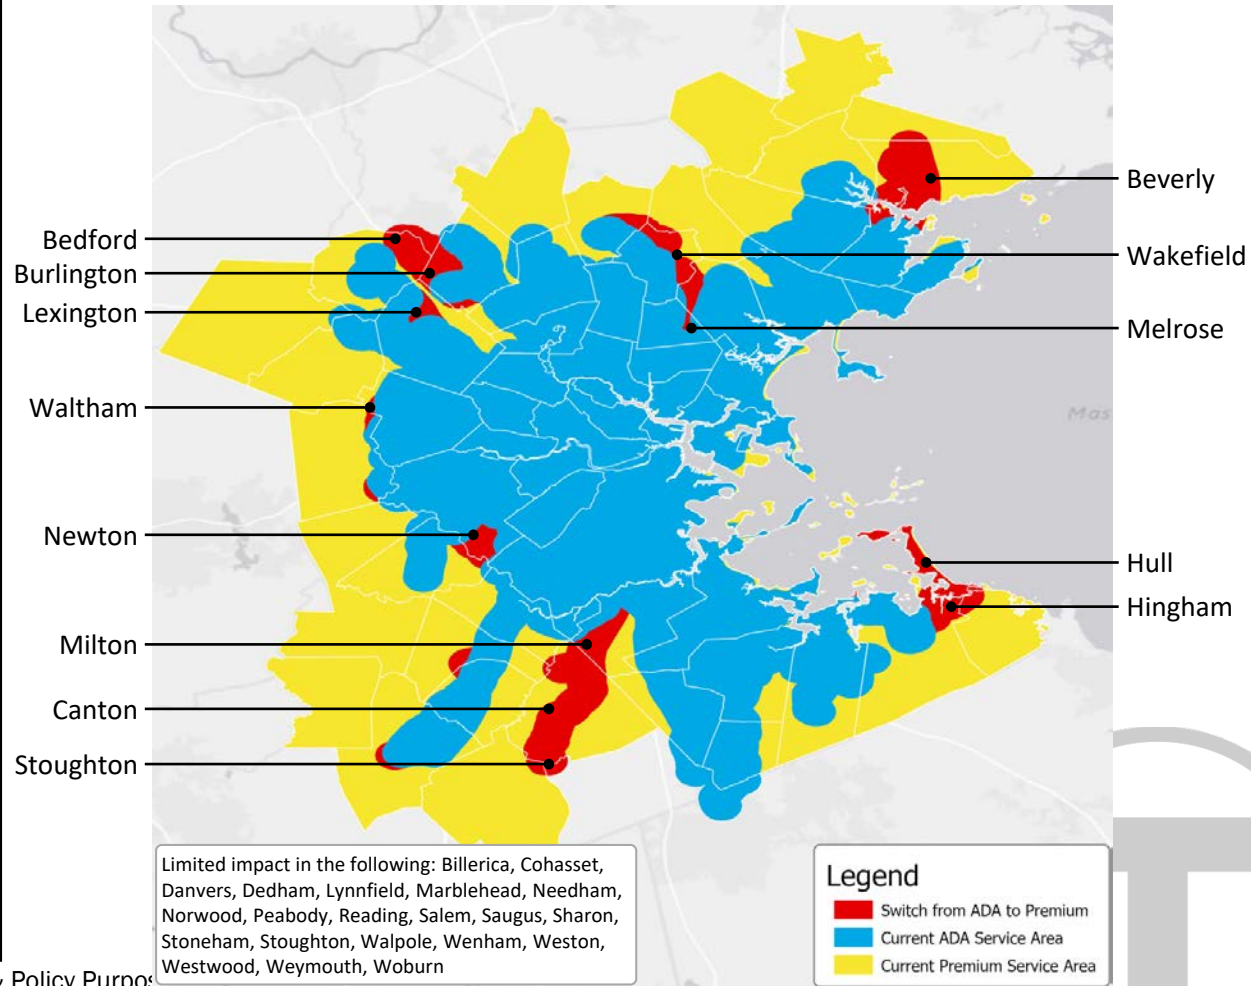 Beverly
Bedford
Wakefield
Burlington
Lexington
Melrose
Waltham
Mas
Newton
Hull
Hingham
Milton
Canton
Stoughton
Limited impact in the following: Billerica, Cohasset,
Danvers, Dedham, Lynnfield, Marblehead, Needham,
Norwood, Peabody, Reading, Salem, Saugus, Sharon,
Stoneham, Stoughton, Walpole, Wenham, Weston,
Westwood, Weymouth, Woburn
Legend
Switch from ADA to Premium
Current ADA Service Area
Current Premium Service Area
y Policy Purpos